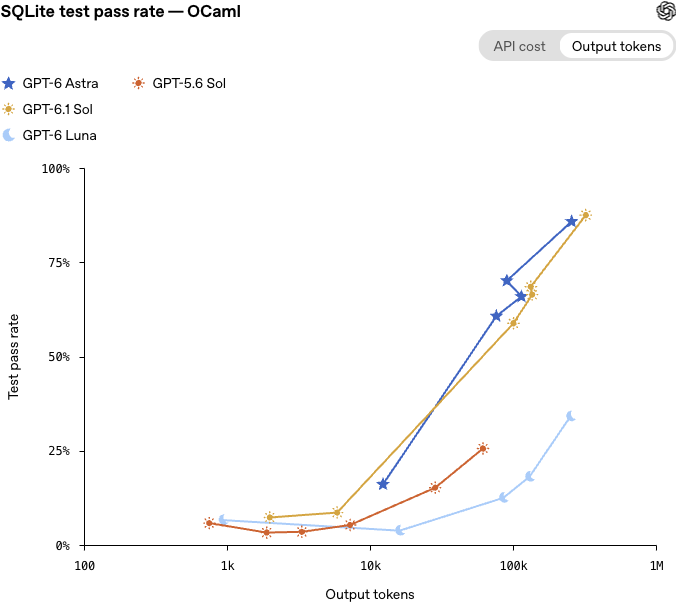 SQLite test pass rate — OCaml
API cost
Output tokens
GPT-6 Astra
GPT-5.6 Sol
GPT-6.1 Sol
GPT-6 Luna
100%
75%
50%
25%
0%
Test pass rate
100
1k
10k
100k
1M
Output tokens